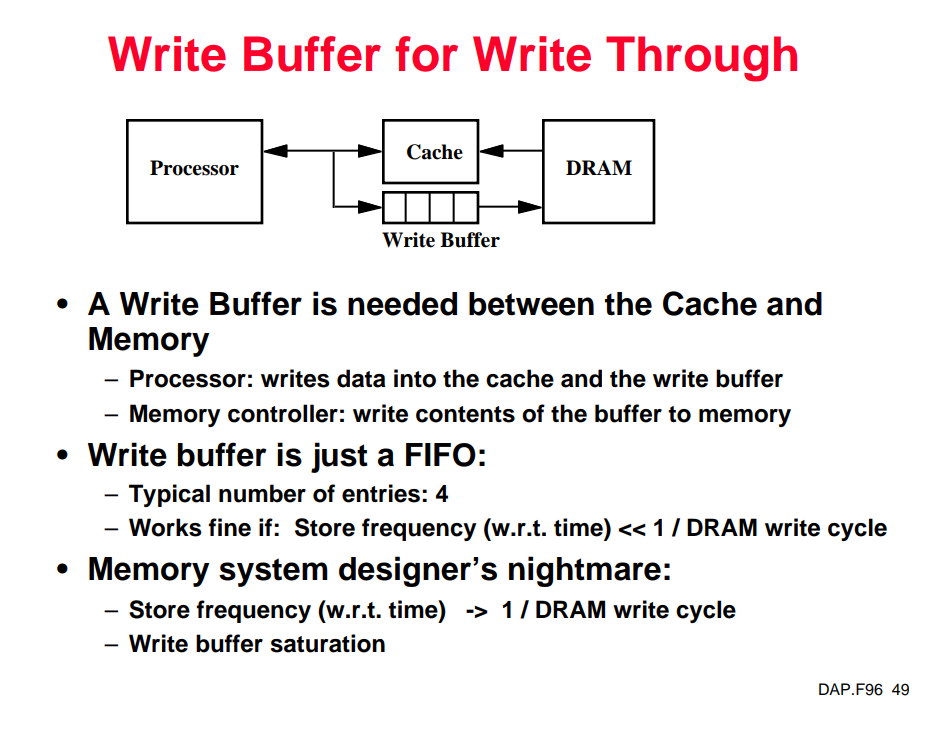 Write Buffer for Write Through
Processor
Cache
DRAM
Write Buffer
• A Write Buffer is needed between the Cache and
Memory
– Processor: writes data into the cache and the write buffer
– Memory controller: write contents of the buffer to memory
• Write buffer is just a FIFO:
– Typical number of entries: 4
– Works fine if: Store frequency (w.r.t. time) << 1 / DRAM write cycle
• Memory system designer’s nightmare:
– Store frequency (w.r.t. time) -> 1 / DRAM write cycle
– Write buffer saturation
DAP.F96 49